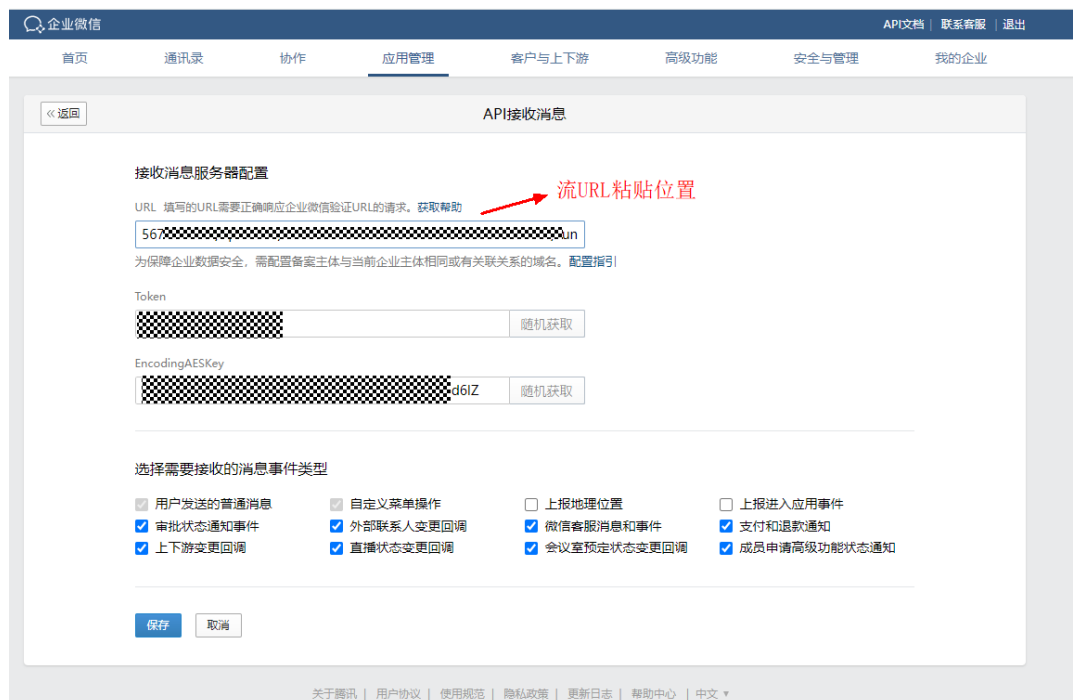 企业微信
API文档 | 联系客服 | 退出
首页 通讯录 协作 应用管理 客户与上下游 高级功能 安全与管理 我的企业
«返回
API接收消息
接收消息服务器配置
流URL粘贴位置
URL 填写的URL需要正确响应企业微信验证URL的请求。获取帮助
567 un
为保障企业数据安全，需配置备案主体与当前企业主体相同或有关联关系的域名。配置指引
Token
随机获取
EncodingAESKey
d6lZ 随机获取
选择需要接收的消息事件类型
用户发送的普通消息 自定义菜单操作 上报地理位置 上报进入应用事件
审批状态通知事件 外部联系人变更回调 微信客服消息和事件 支付和退款通知
上下游变更回调 直播状态变更回调 会议室预定状态变更回调 成员申请高级功能状态通知
保存 取消
关于腾讯 | 用户协议 | 使用规范 | 隐私政策 | 更新日志 | 帮助中心 | 中文 ▾